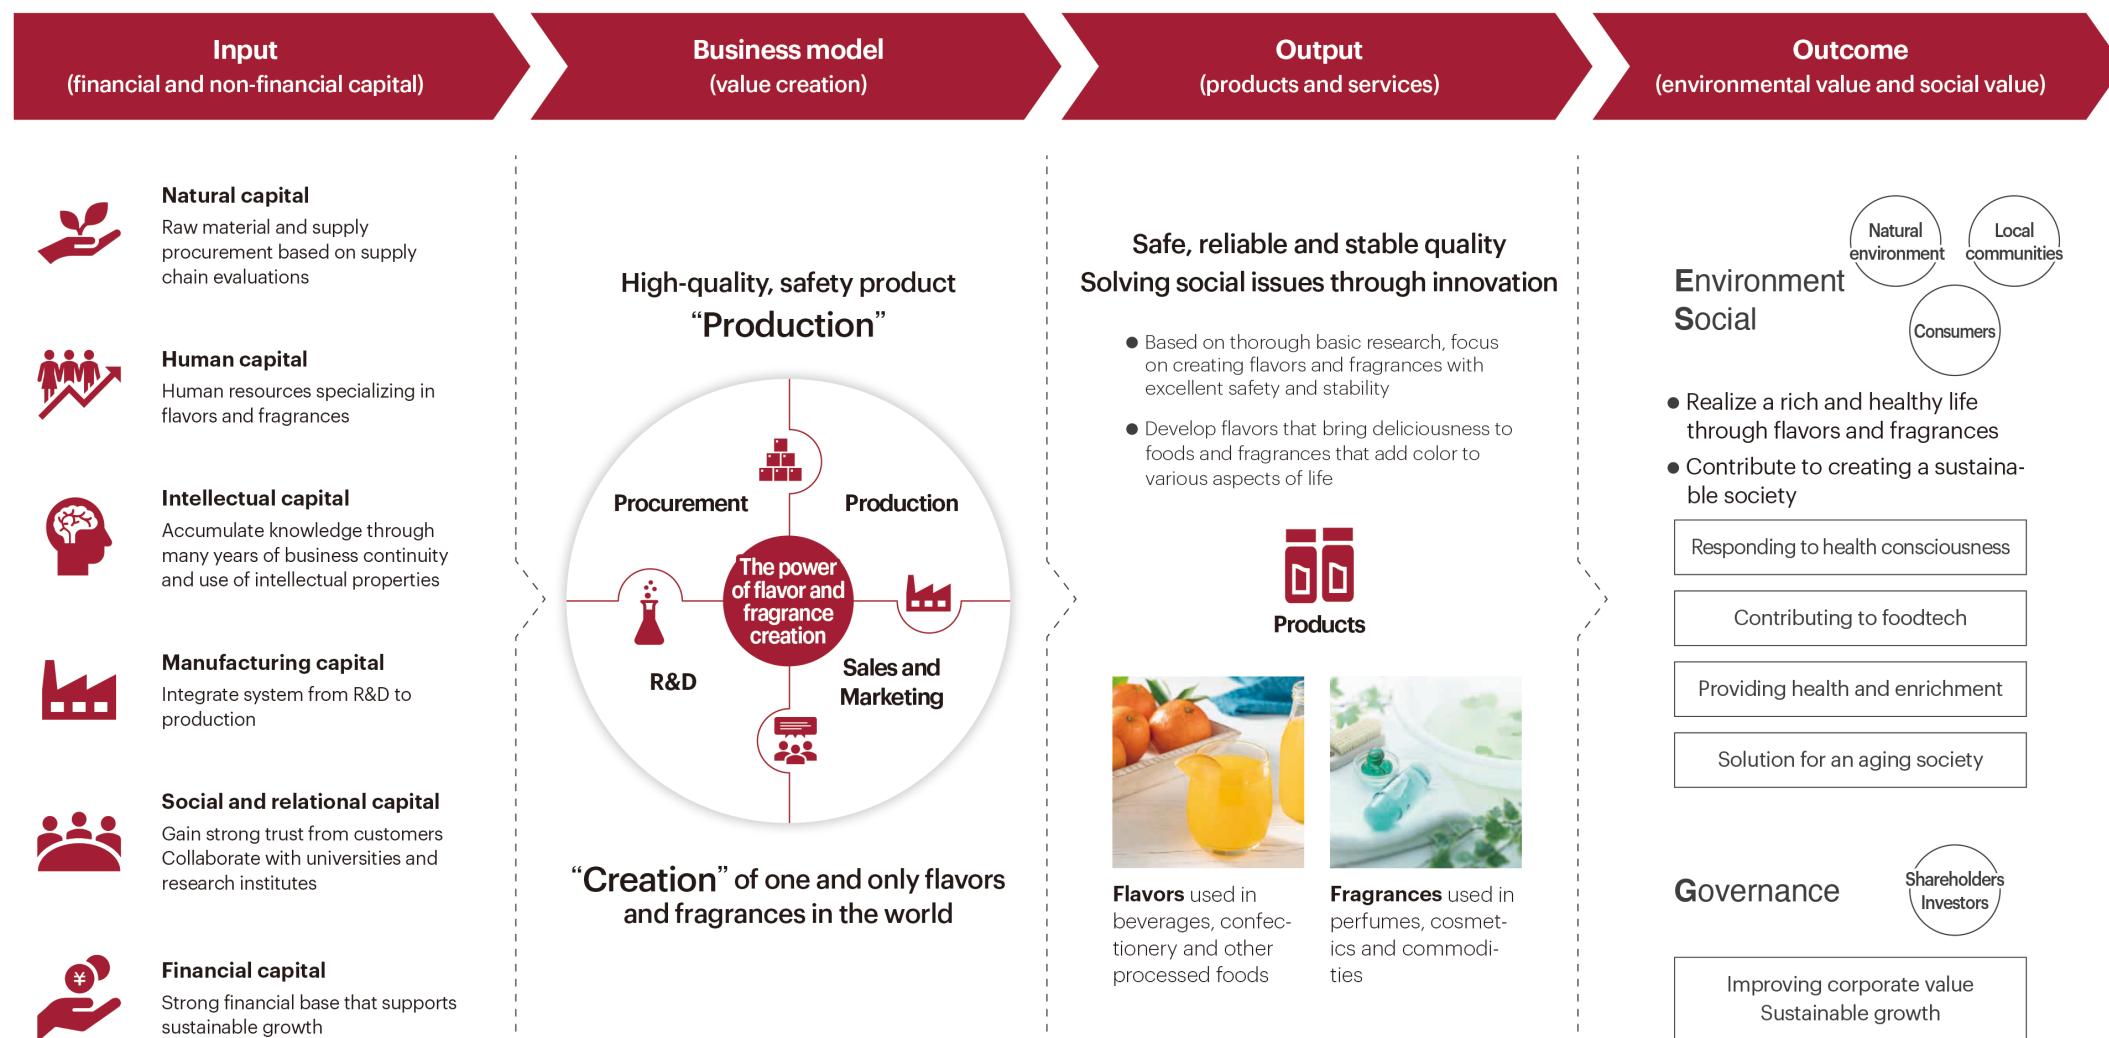 Input
(financial and non-financial capital)
Business model
(value creation)
Output
(products and services)
Outcome
(environmental value and social value)
Natural capital
Raw material and supply
procurement based on supply
chain evaluations
Human capital
Human resources specializing in
flavors and fragrances
Intellectual capital
Accumulate knowledge through
many years of business continuity
and use of intellectual properties
Manufacturing capital
Integrate system from R&D to
production
Social and relational capital
Gain strong trust from customers
Collaborate with universities and
research institutes
Financial capital
¥
Strong financial base that supports
sustainable growth
High-quality, safety product
“Production”
Procurement
Production
The power
of flavor and
fragrance
creation
R&D
Sales and
Marketing
“Creation” of one and only flavors
and fragrances in the world
Safe, reliable and stable quality
Solving social issues through innovation
● Based on thorough basic research, focus
on creating flavors and fragrances with
excellent safety and stability
● Develop flavors that bring deliciousness to
foods and fragrances that add color to
various aspects of life
Products
Flavors used in
beverages, confec-
tionery and other
processed foods
Fragrances used in
perfumes, cosmet-
ics and commodi-
ties
Environment
Social
Natural
environment
Local
communities
Consumers
● Realize a rich and healthy life
through flavors and fragrances
● Contribute to creating a sustaina-
ble society
Responding to health consciousness
Contributing to foodtech
Providing health and enrichment
Solution for an aging society
Governance
Shareholders
Investors
Improving corporate value
Sustainable growth